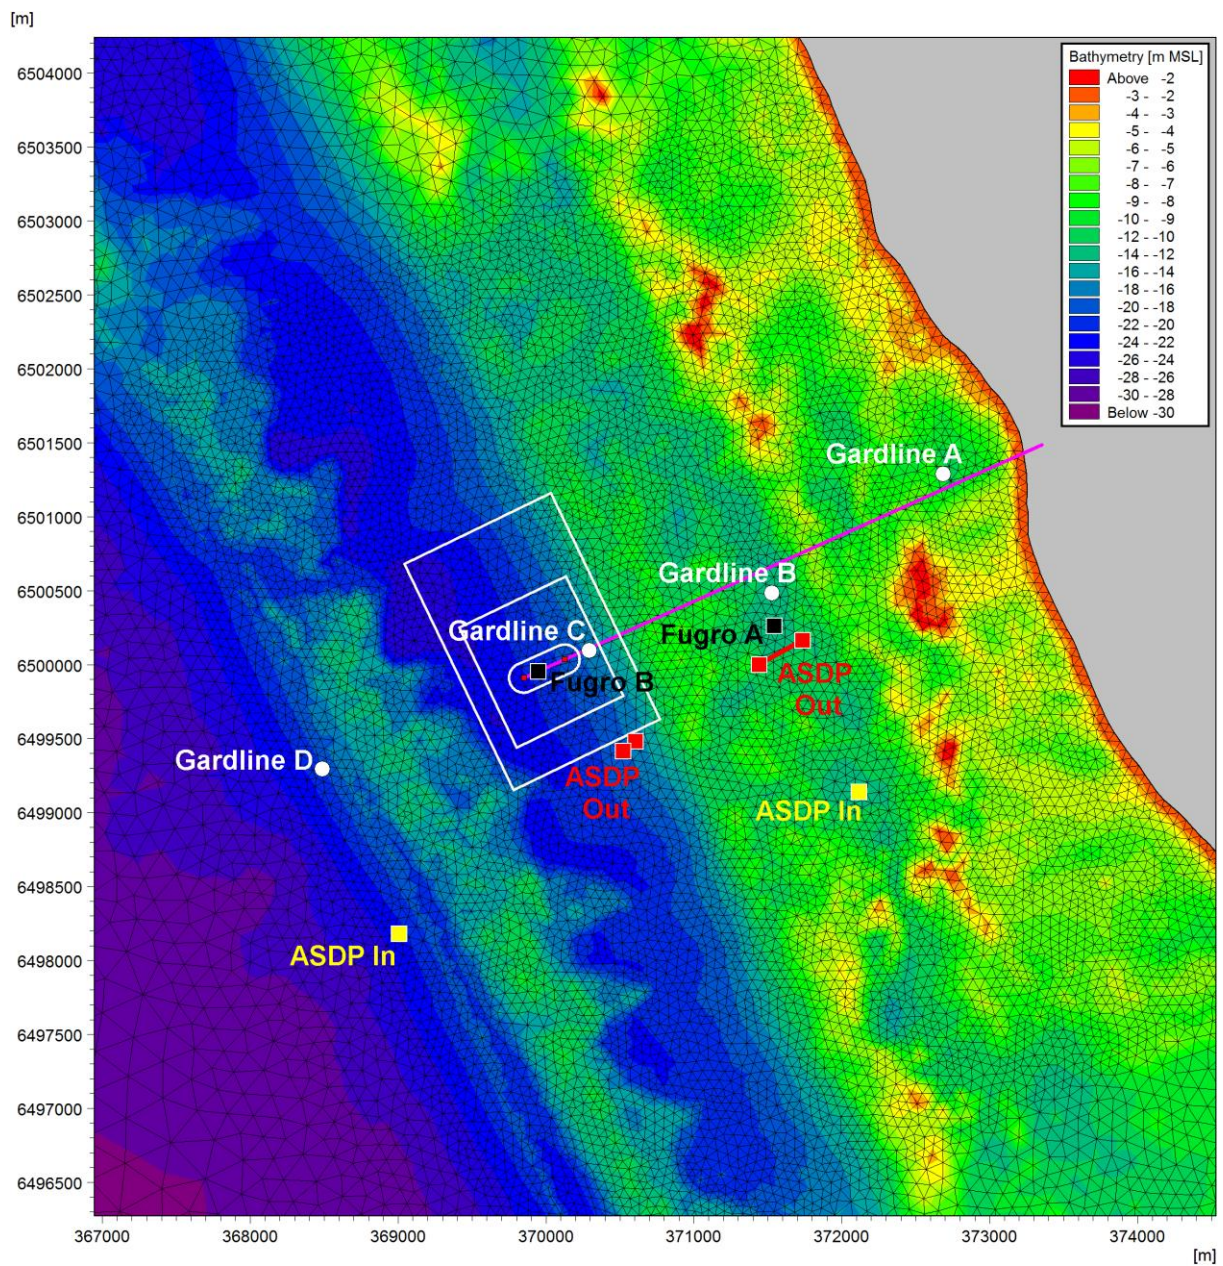 [m]
6504000
6503500
6503000
6502500
6502000
6501500
6501000
6500500
6500000
6499500
6499000
6498500
6498000
6497500
6497000
6496500
Bathymetry [m MSL]
Above -2
-3 - -2
-4 - -3
-5 - -4
-6 - -5
-7 - -6
-8 - -7
-9 - -8
-10 - -9
-12 - -10
-14 - -12
-16 - -14
-18 - -16
-20 - -18
-22 - -20
-24 - -22
-26 - -24
-28 - -26
-30 - -28
Below -30
Gardline A
Gardline B
Fugro A
Gardline C
Fugro B
ASDP
Out
Gardline D
ASDP
Out
ASDP In
ASDP In
367000
368000
369000
370000
371000
372000
373000
374000
[m]